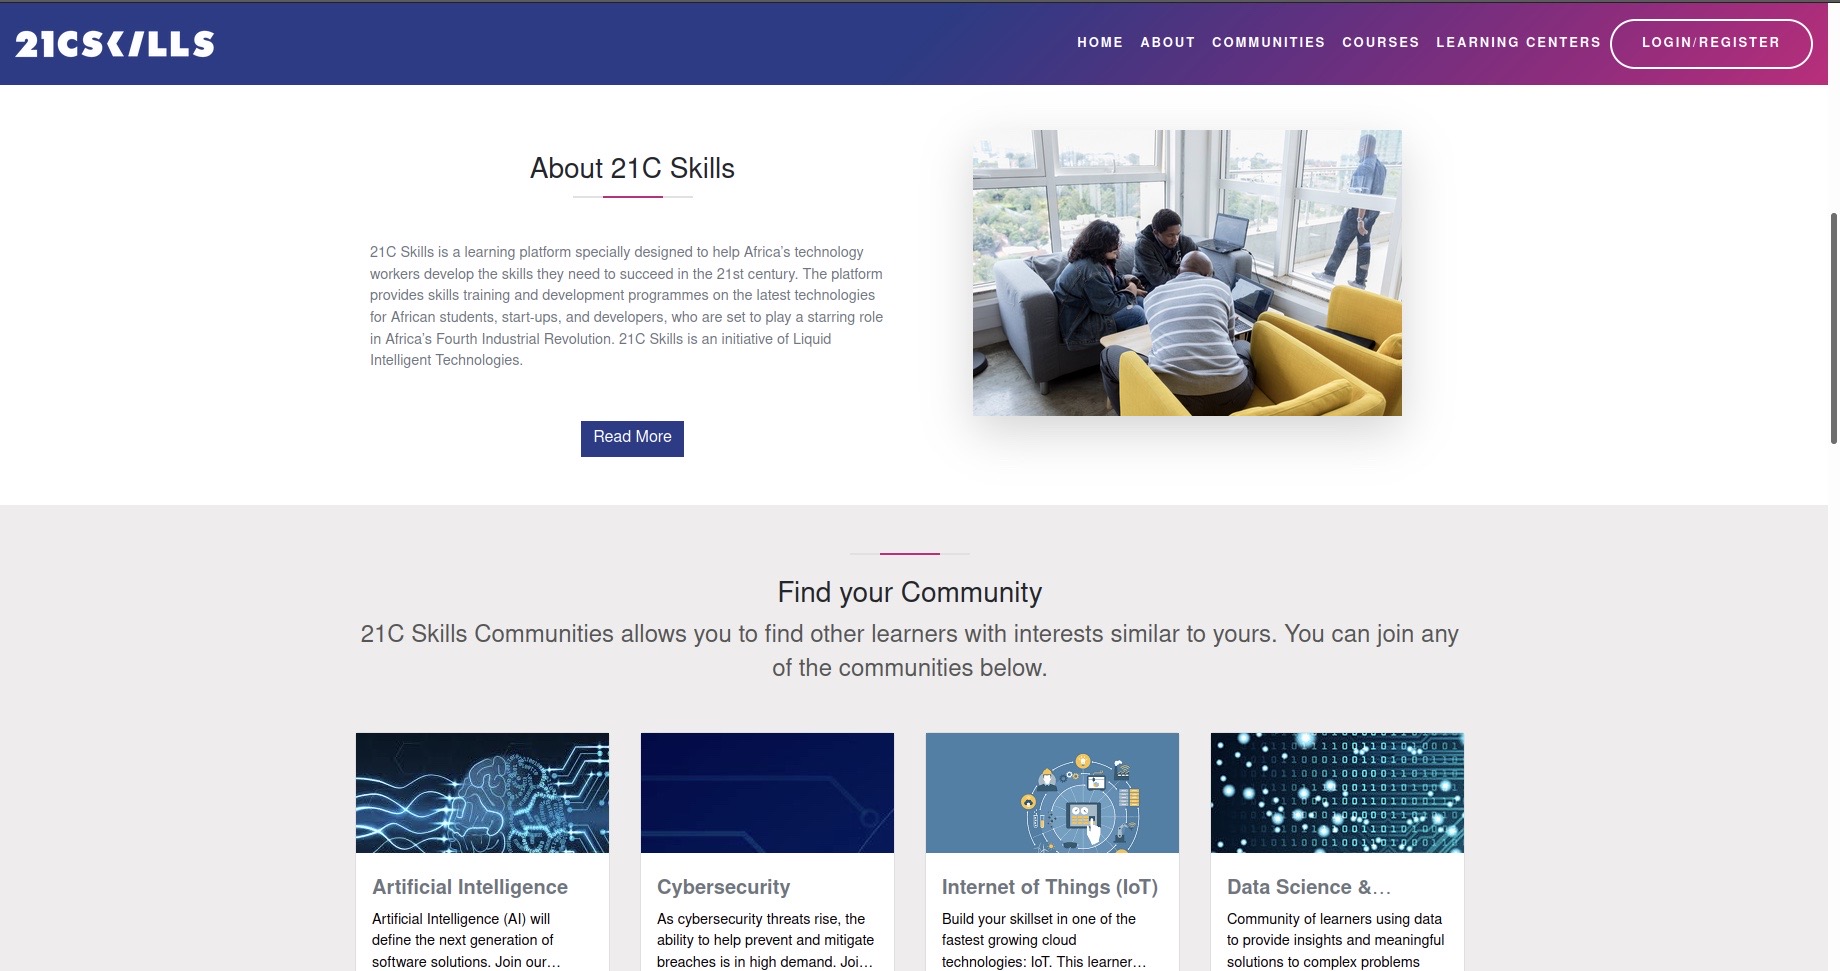 21CSKILLS
HOME ABOUT COMMUNITIES COURSES LEARNING CENTERS LOGIN/REGISTER
About 21C Skills
21C Skills is a learning platform specially designed to help Africa’s technology
workers develop the skills they need to succeed in the 21st century. The platform
provides skills training and development programmes on the latest technologies
for African students, start-ups, and developers, who are set to play a starring role
in Africa’s Fourth Industrial Revolution. 21C Skills is an initiative of Liquid
Intelligent Technologies.
Read More
Find your Community
21C Skills Communities allows you to find other learners with interests similar to yours. You can join any
of the communities below.
Artificial Intelligence
Artificial Intelligence (AI) will
define the next generation of
software solutions. Join our…
Cybersecurity
As cybersecurity threats rise, the
ability to help prevent and mitigate
breaches is in high demand. Joi…
Internet of Things (IoT)
Build your skillset in one of the
fastest growing cloud
technologies: IoT. This learner…
Data Science &…
Community of learners using data
to provide insights and meaningful
solutions to complex problems